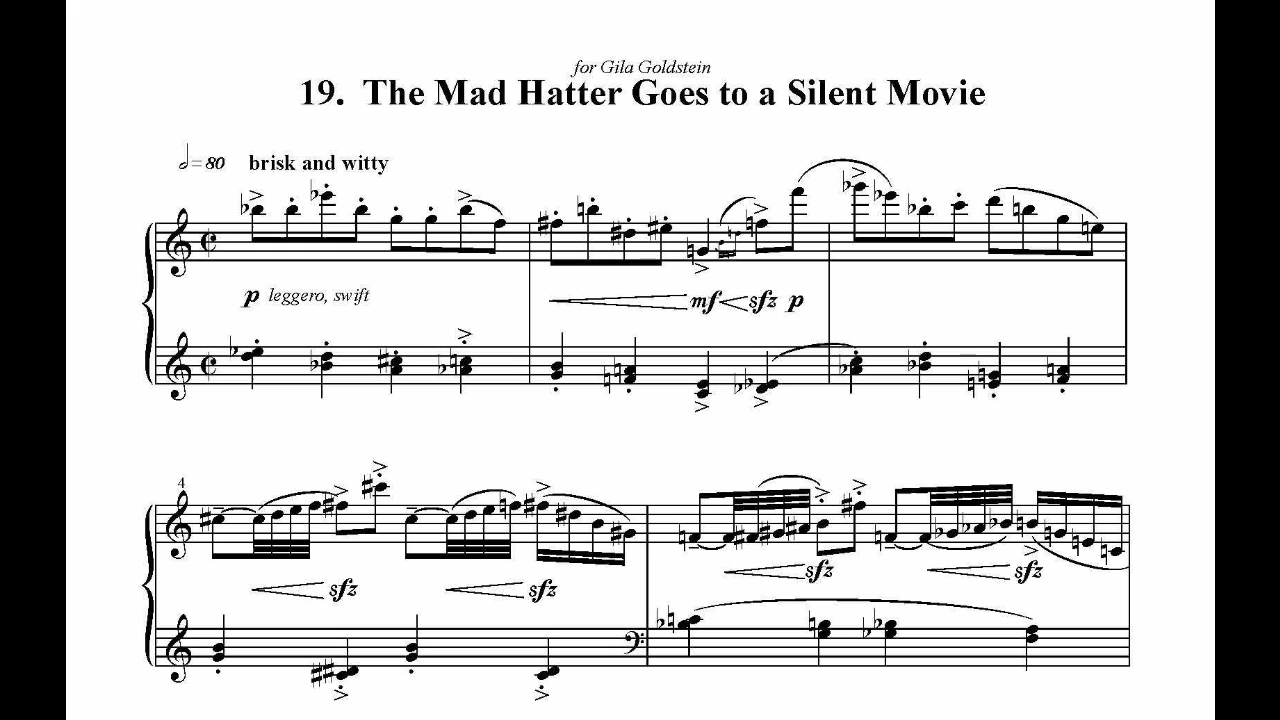 for Gila Goldstein
19. The Mad Hatter Goes to a Silent Movie
𝅗𝅥=80 brisk and witty
p leggero, swift
mf sfz p
4
sfz sfz sfz sfz